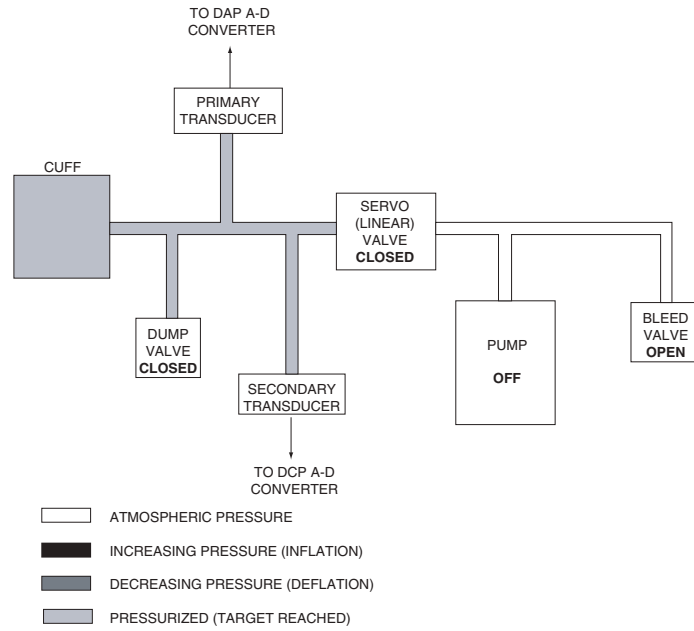 TO DAP A-D
CONVERTER
PRIMARY
TRANSDUCER
CUFF
SERVO
(LINEAR)
VALVE
CLOSED
DUMP
VALVE
CLOSED
PUMP
OFF
BLEED
VALVE
OPEN
SECONDARY
TRANSDUCER
TO DCP A-D
CONVERTER
ATMOSPHERIC PRESSURE
INCREASING PRESSURE (INFLATION)
DECREASING PRESSURE (DEFLATION)
PRESSURIZED (TARGET REACHED)